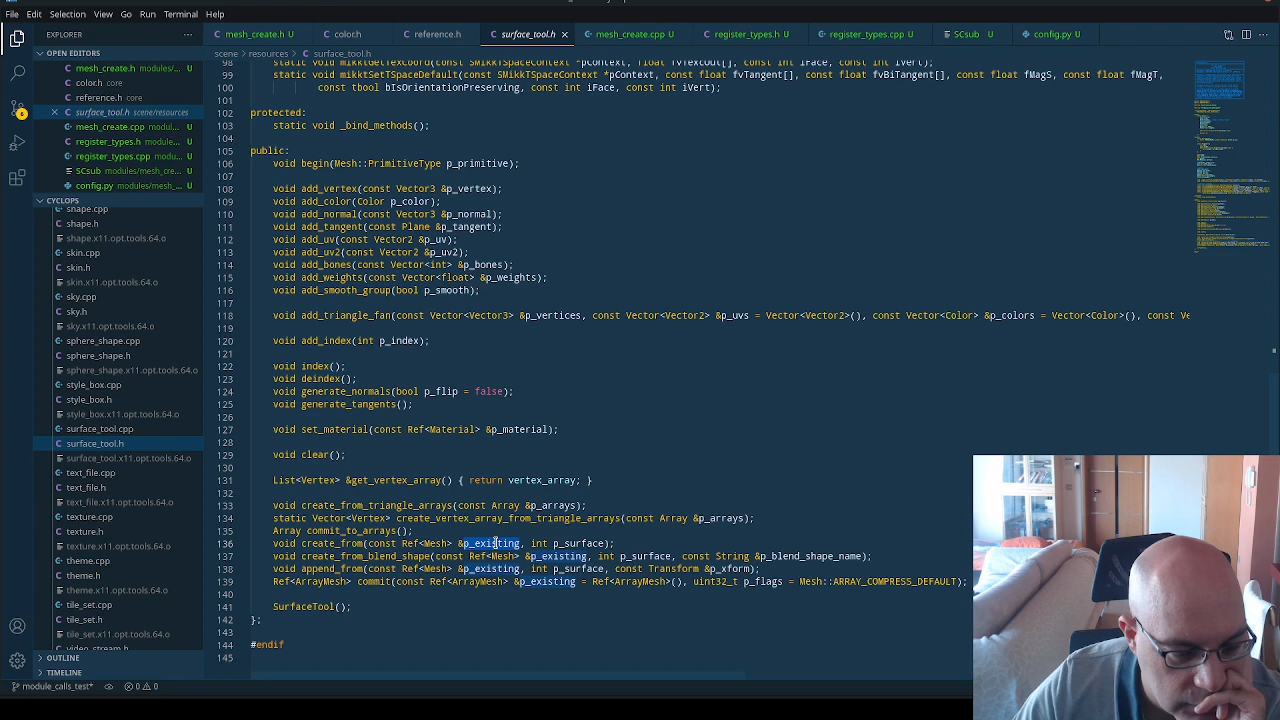 File Edit Selection View Go Run Terminal Help
EXPLORER ...
mesh_create.h U color.h reference.h surface_tool.h mesh_create.cpp U register_types.h U register_types.cpp U SCsub U config.py U
OPEN EDITORS
scene > resources > surface_tool.h
mesh_create.h modules/...
color.h core
reference.h core
surface_tool.h scene/resources
mesh_create.cpp modul... U
register_types.h modul... U
register_types.cpp mod... U
SCsub modules/mesh_cre...
config.py modules/mesh_...
6
CYCLOPS
shape.cpp
shape.h
shape.x11.opt.tools.64.o
skin.cpp
skin.h
skin.x11.opt.tools.64.o
sky.cpp
sky.h
sky.x11.opt.tools.64.o
sphere_shape.cpp
sphere_shape.h
sphere_shape.x11.opt.tools.64.o
style_box.cpp
style_box.h
style_box.x11.opt.tools.64.o
surface_tool.cpp
surface_tool.h
surface_tool.x11.opt.tools.64.o
text_file.cpp
text_file.h
text_file.x11.opt.tools.64.o
texture.cpp
texture.h
texture.x11.opt.tools.64.o
theme.cpp
theme.h
theme.x11.opt.tools.64.o
tile_set.cpp
tile_set.h
tile_set.x11.opt.tools.64.o
video_stream.h
OUTLINE
TIMELINE
98 static void mikktGetTexCoord(const SMikkTSpaceContext *pContext, float fvTexcOut[], const int iFace, const int iVert);
99 static void mikktSetTSpaceDefault(const SMikkTSpaceContext *pContext, const float fvTangent[], const float fvBiTangent[], const float fMagS, const float fMagT,
100 const tbool bIsOrientationPreserving, const int iFace, const int iVert);
101
102 protected:
103 static void _bind_methods();
104
105 public:
106 void begin(Mesh::PrimitiveType p_primitive);
107
108 void add_vertex(const Vector3 &p_vertex);
109 void add_color(Color p_color);
110 void add_normal(const Vector3 &p_normal);
111 void add_tangent(const Plane &p_tangent);
112 void add_uv(const Vector2 &p_uv);
113 void add_uv2(const Vector2 &p_uv2);
114 void add_bones(const Vector<int> &p_bones);
115 void add_weights(const Vector<float> &p_weights);
116 void add_smooth_group(bool p_smooth);
117
118 void add_triangle_fan(const Vector<Vector3> &p_vertices, const Vector<Vector2> &p_uvs = Vector<Vector2>(), const Vector<Color> &p_colors = Vector<Color>(), const Ve
119
120 void add_index(int p_index);
121
122 void index();
123 void deindex();
124 void generate_normals(bool p_flip = false);
125 void generate_tangents();
126
127 void set_material(const Ref<Material> &p_material);
128
129 void clear();
130
131 List<Vertex> &get_vertex_array() { return vertex_array; }
132
133 void create_from_triangle_arrays(const Array &p_arrays);
134 static Vector<Vertex> create_vertex_array_from_triangle_arrays(const Array &p_arrays);
135 Array commit_to_arrays();
136 void create_from(const Ref<Mesh> &p_existing, int p_surface);
137 void create_from_blend_shape(const Ref<Mesh> &p_existing, int p_surface, const String &p_blend_shape_name);
138 void append_from(const Ref<Mesh> &p_existing, int p_surface, const Transform &p_xform);
139 Ref<ArrayMesh> commit(const Ref<ArrayMesh> &p_existing = Ref<ArrayMesh>(), uint32_t p_flags = Mesh::ARRAY_COMPRESS_DEFAULT);
140
141 SurfaceTool();
142 };
143
144 #endif
145
module_calls_test* 0 0